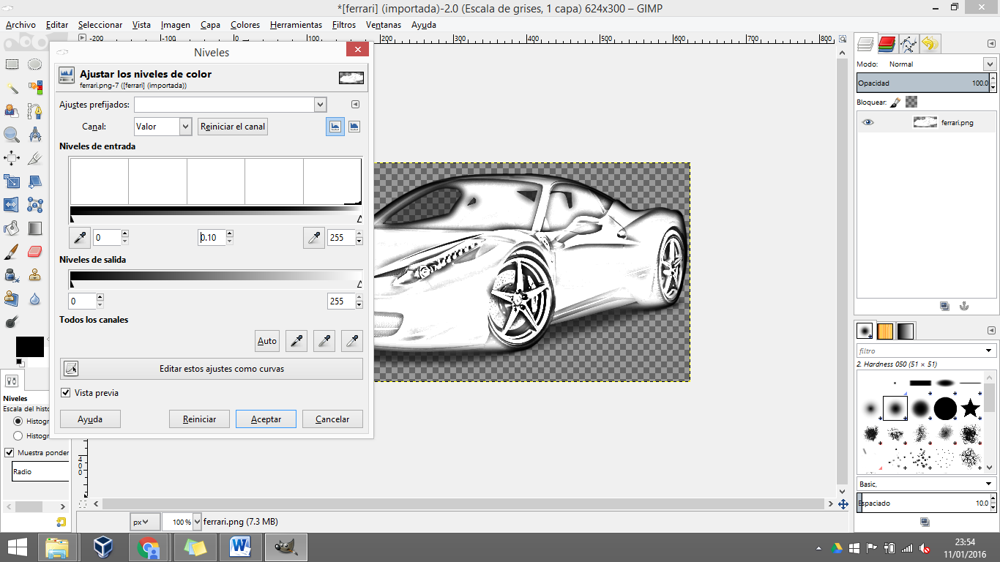 *[ferrari] (importada)-2.0 (Escala de grises, 1 capa) 624x300 – GIMP
Archivo Editar Seleccionar Vista Imagen Capa Colores Herramientas Filtros Ventanas Ayuda
-200 -100 0 100 200 300 400 500 600 700 800
Niveles
Ajustar los niveles de color
ferrari.png-7 ([ferrari] (importada))
Ajustes prefijados:
Canal: Valor Reiniciar el canal
Niveles de entrada
0 0.10 255
Niveles de salida
0 255
Todos los canales
Auto
Editar estos ajustes como curvas
Vista previa
Ayuda Reiniciar Aceptar Cancelar
Niveles
Escala del histo
Histogr
Histogr
Muestra ponder
Radio
400
px 100 % ferrari.png (7.3 MB)
Modo: Normal
Opacidad 100.0
Bloquear:
ferrari.png
filtro
2. Hardness 050 (51 × 51)
Basic,
Espaciado 10.0
23:54
11/01/2016